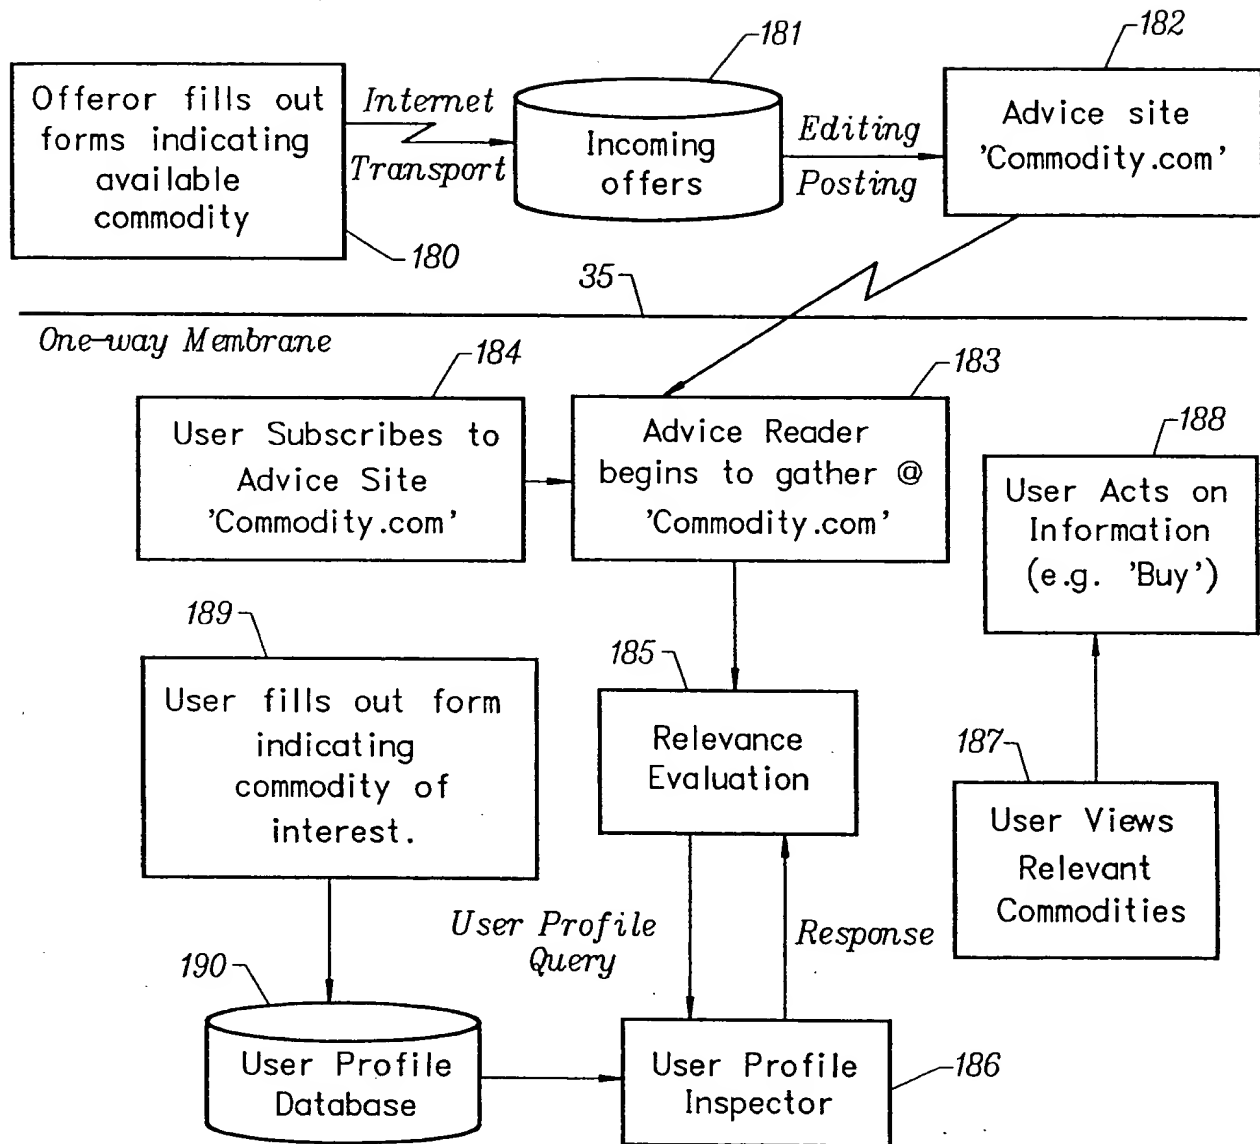 181
182
Offeror fills out
forms indicating
available
commodity
Internet
Transport
Incoming
offers
Editing
Posting
Advice site
'Commodity.com'
180
35
One-way Membrane
184
183
User Subscribes to
Advice Site
'Commodity.com'
Advice Reader
begins to gather @
'Commodity.com'
188
User Acts on
Information
(e.g. 'Buy')
189
User fills out form
indicating
commodity of
interest.
185
Relevance
Evaluation
187
User Views
Relevant
Commodities
User Profile
Query
Response
190
User Profile
Database
User Profile
Inspector
186